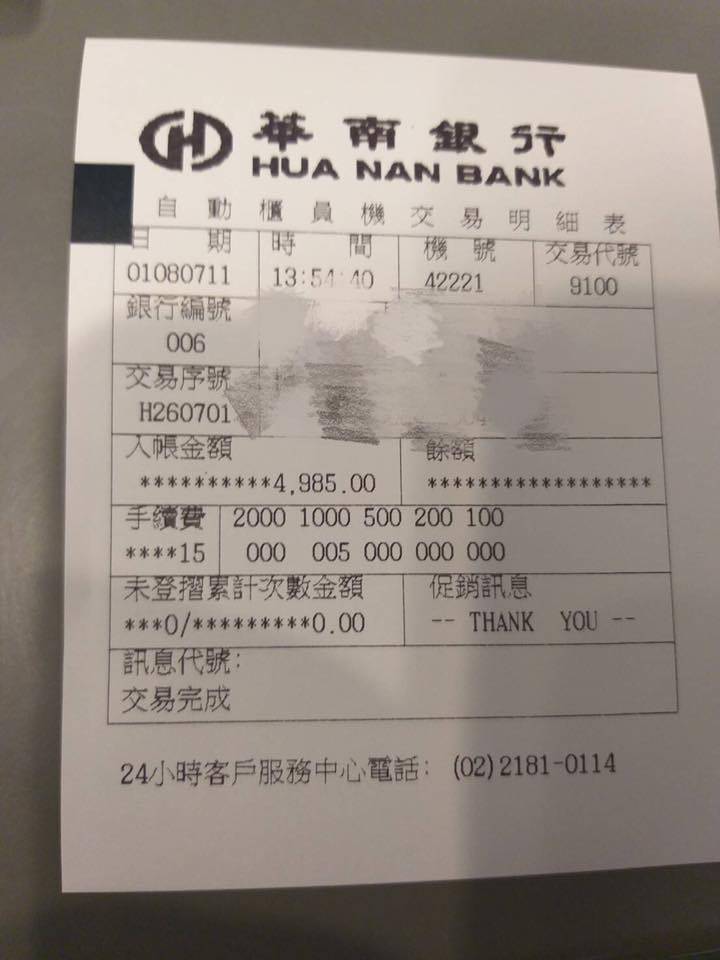 華南銀行
HUA NAN BANK
自動櫃員機交易明細表
日期 時間 機號 交易代號
01080711 13:54:40 42221 9100
銀行編號
006
交易序號
H260701
入帳金額 餘額
**********4,985.00 *****************
手續費 2000 1000 500 200 100
****15 000 005 000 000 000
未登摺累計次數金額 促銷訊息
***0/*********0.00 -- THANK YOU --
訊息代號:
交易完成
24小時客戶服務中心電話: (02)2181-0114